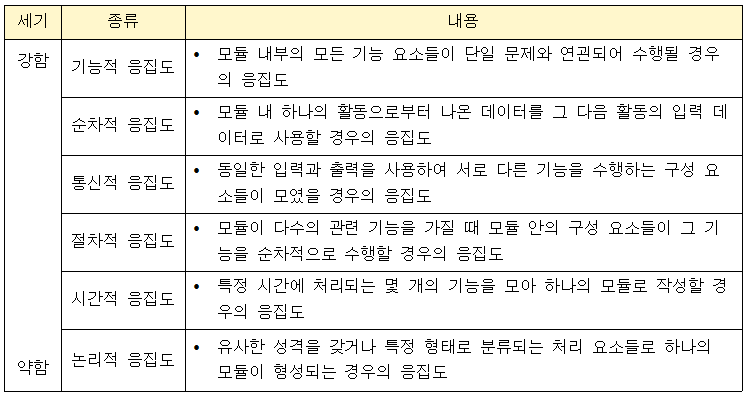 세기 종류 내용
강함
기능적 응집도
• 모듈 내부의 모든 기능 요소들이 단일 문제와 연관되어 수행될 경우
의 응집도
순차적 응집도
• 모듈 내 하나의 활동으로부터 나온 데이터를 그 다음 활동의 입력 데
이터로 사용할 경우의 응집도
통신적 응집도
• 동일한 입력과 출력을 사용하여 서로 다른 기능을 수행하는 구성 요
소들이 모였을 경우의 응집도
절차적 응집도
• 모듈이 다수의 관련 기능을 가질 때 모듈 안의 구성 요소들이 그 기
능을 순차적으로 수행할 경우의 응집도
시간적 응집도
• 특정 시간에 처리되는 몇 개의 기능을 모아 하나의 모듈로 작성할 경
우의 응집도
약함
논리적 응집도
• 유사한 성격을 갖거나 특정 형태로 분류되는 처리 요소들로 하나의
모듈이 형성되는 경우의 응집도